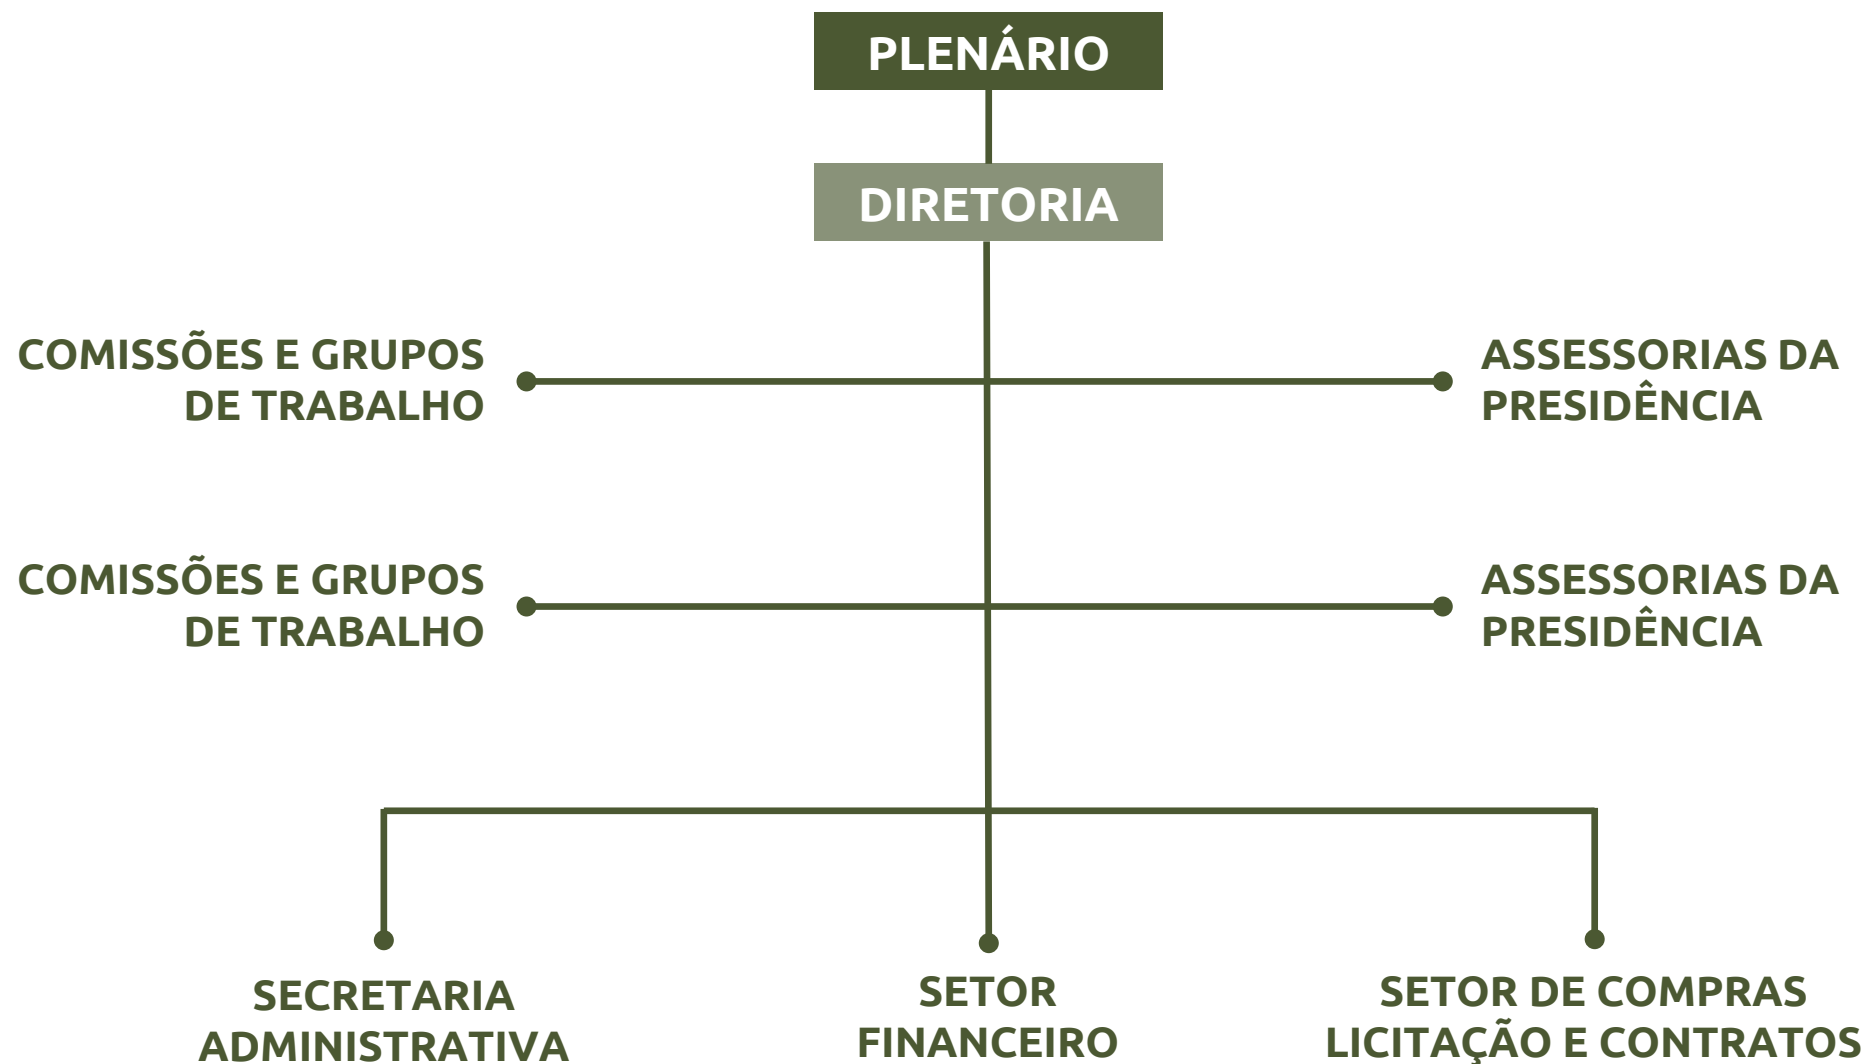 PLENÁRIO
DIRETORIA
COMISSÕES E GRUPOS
DE TRABALHO
ASSESSORIAS DA
PRESIDÊNCIA
COMISSÕES E GRUPOS
DE TRABALHO
ASSESSORIAS DA
PRESIDÊNCIA
SECRETARIA
ADMINISTRATIVA
SETOR
FINANCEIRO
SETOR DE COMPRAS
LICITAÇÃO E CONTRATOS